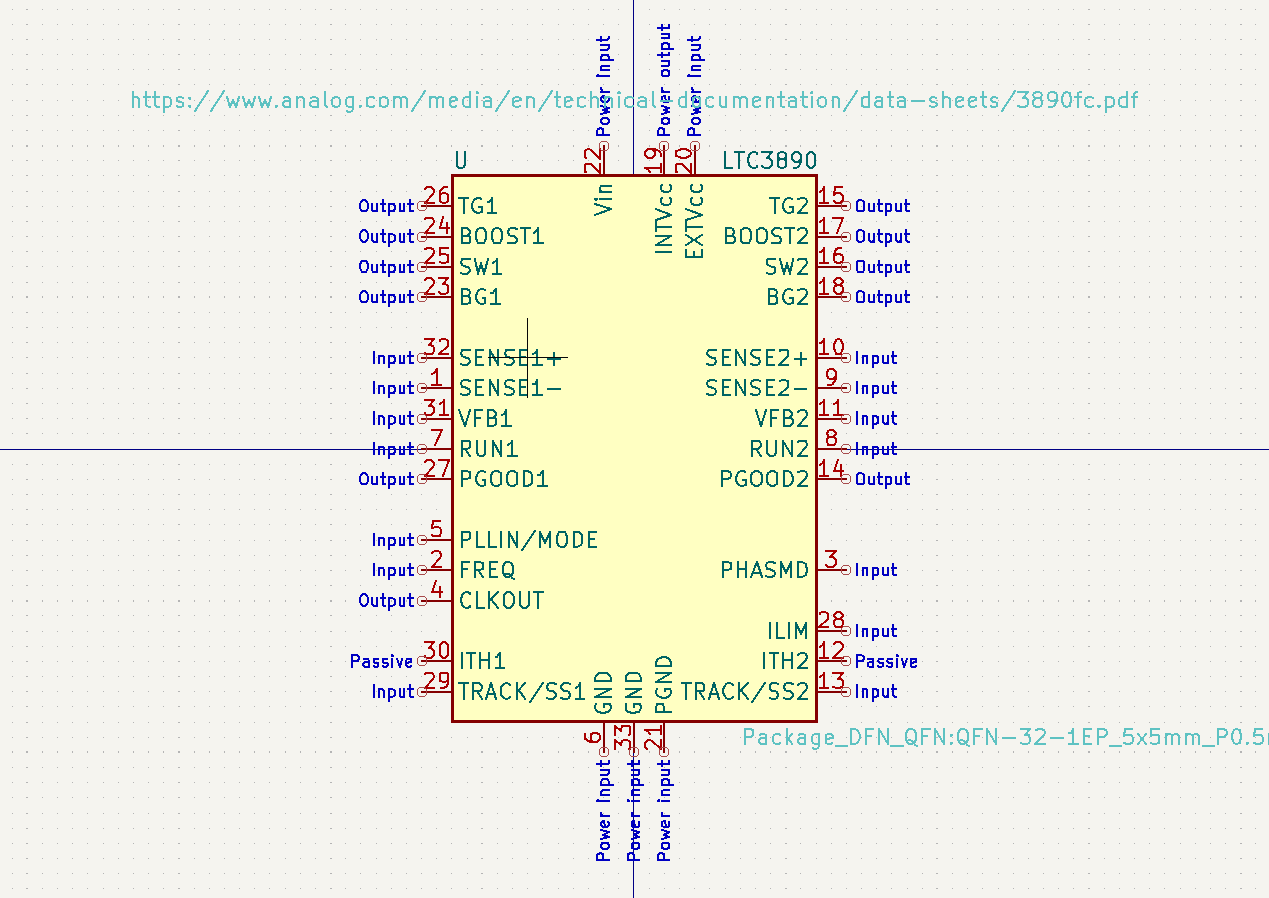 Power input
Power output
Power input
https://www.analog.com/media/en/technical-documentation/data-sheets/3890fc.pdf
22
19
20
U
LTC3890
Vin
INTVcc
EXTVcc
Output 26 TG1
TG2 15 Output
Output 24 BOOST1
BOOST2 17 Output
Output 25 SW1
SW2 16 Output
Output 23 BG1
BG2 18 Output
Input 32 SENSE1+
SENSE2+ 10 Input
Input 1 SENSE1-
SENSE2- 9 Input
Input 31 VFB1
VFB2 11 Input
Input 7 RUN1
RUN2 8 Input
Output 27 PGOOD1
PGOOD2 14 Output
Input 5 PLLIN/MODE
Input 2 FREQ
PHASMD 3 Input
Output 4 CLKOUT
ILIM 28 Input
Passive 30 ITH1
ITH2 12 Passive
Input 29 TRACK/SS1
TRACK/SS2 13 Input
GND
GND
PGND
6
33
21
Package_DFN_QFN:QFN-32-1EP_5x5mm_P0.5
Power input
Power input
Power input